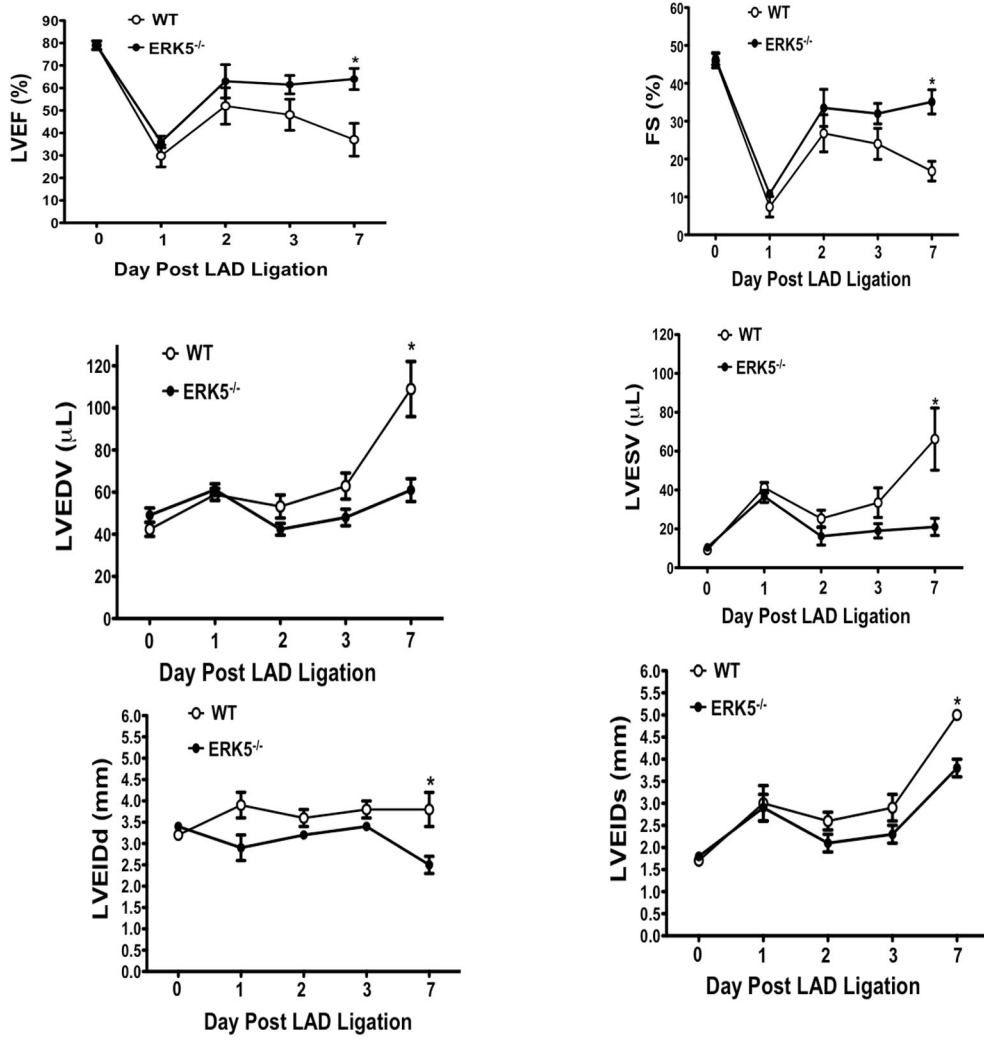 WT
ERK5-/-
LVEF (%)
90
80
70
60
50
40
30
20
10
0
*
0 1 2 3 7
Day Post LAD Ligation
WT
ERK5-/-
FS (%)
60
50
40
30
20
10
0
*
0 1 2 3 7
Day Post LAD Ligation
WT
ERK5-/-
LVEDV (μL)
120
100
80
60
40
20
0
*
0 1 2 3 7
Day Post LAD Ligation
WT
ERK5-/-
LVESV (μL)
120
100
80
60
40
20
0
*
0 1 2 3 7
Day Post LAD Ligation
WT
ERK5-/-
LVEIDd (mm)
6.0
5.5
5.0
4.5
4.0
3.5
3.0
2.5
2.0
1.5
1.0
0.5
0.0
*
0 1 2 3 7
Day Post LAD Ligation
WT
ERK5-/-
LVEIDs (mm)
6.0
5.5
5.0
4.5
4.0
3.5
3.0
2.5
2.0
1.5
1.0
0.5
0.0
*
0 1 2 3 7
Day Post LAD Ligation